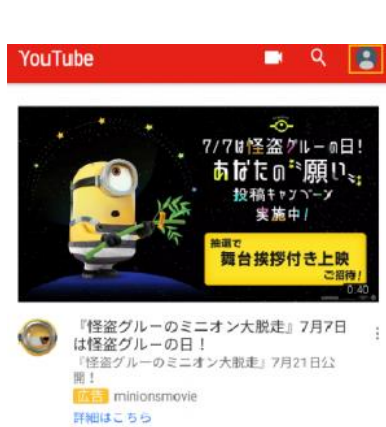 YouTube
7/7は怪盗グルーの日!
あなたの願い
投稿キャンペーン
実施中!
抽選で
舞台挨拶付き上映
ご招待!
0:40
『怪盗グルーのミニオン大脱走』7月7日
は怪盗グルーの日!
『怪盗グルーのミニオン大脱走』7月21日公
開!
広告 minionsmovie
詳細はこちら